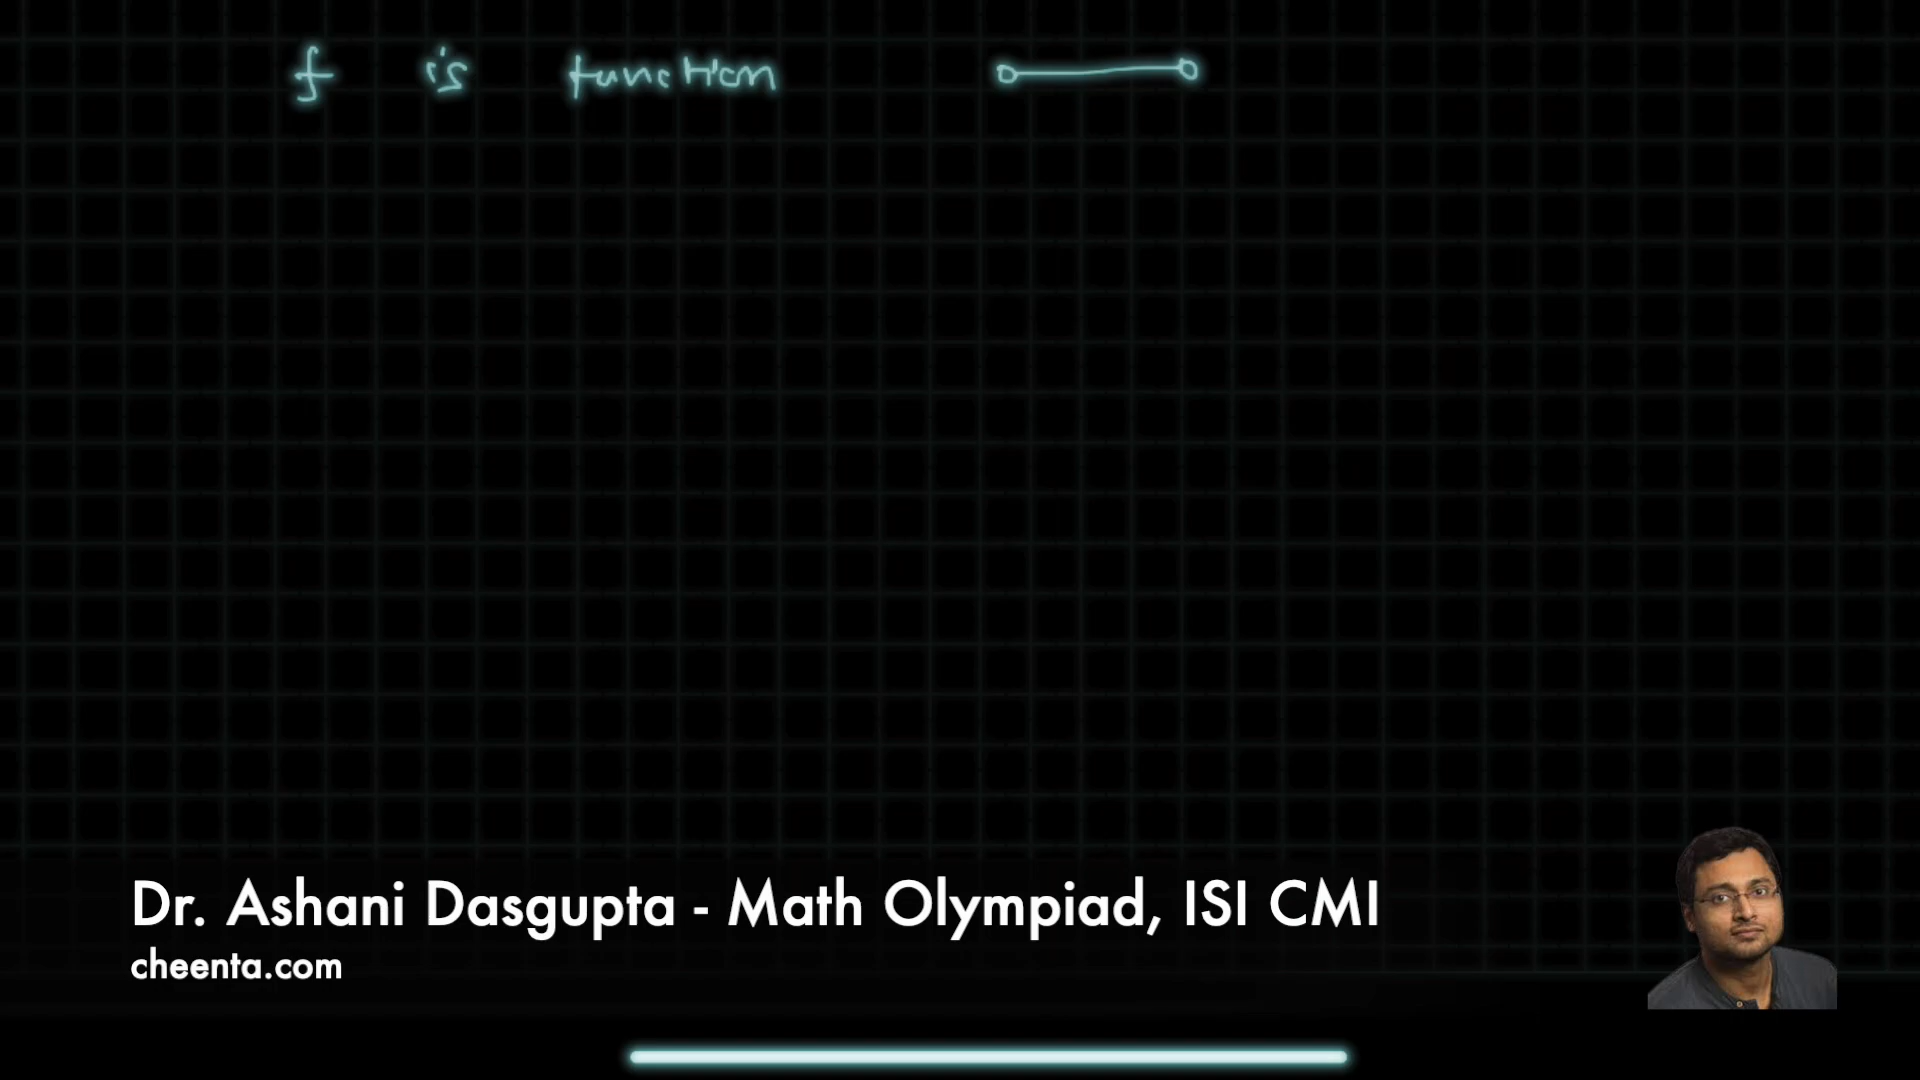 f is function
Dr. Ashani Dasgupta - Math Olympiad, ISI CMI
cheenta.com